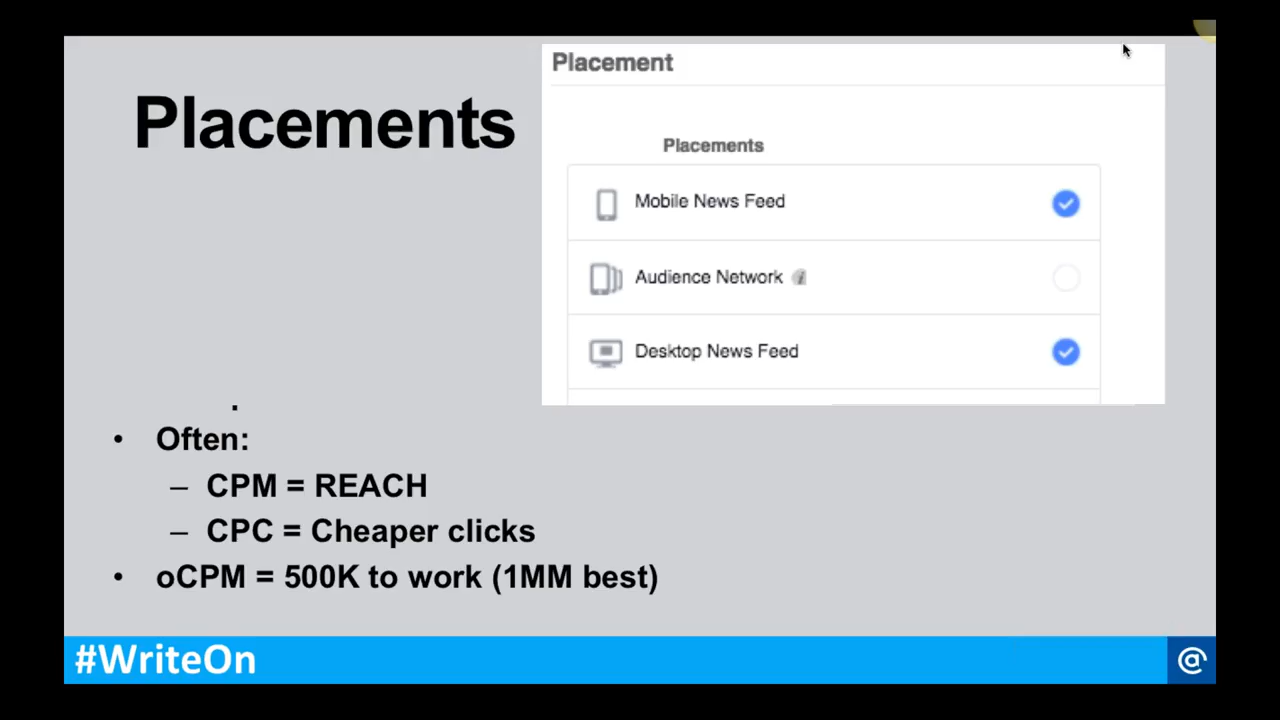 Placements
Placement
Placements
Mobile News Feed
Audience Network i
Desktop News Feed
.
• Often:
– CPM = REACH
– CPC = Cheaper clicks
• oCPM = 500K to work (1MM best)
#WriteOn
@